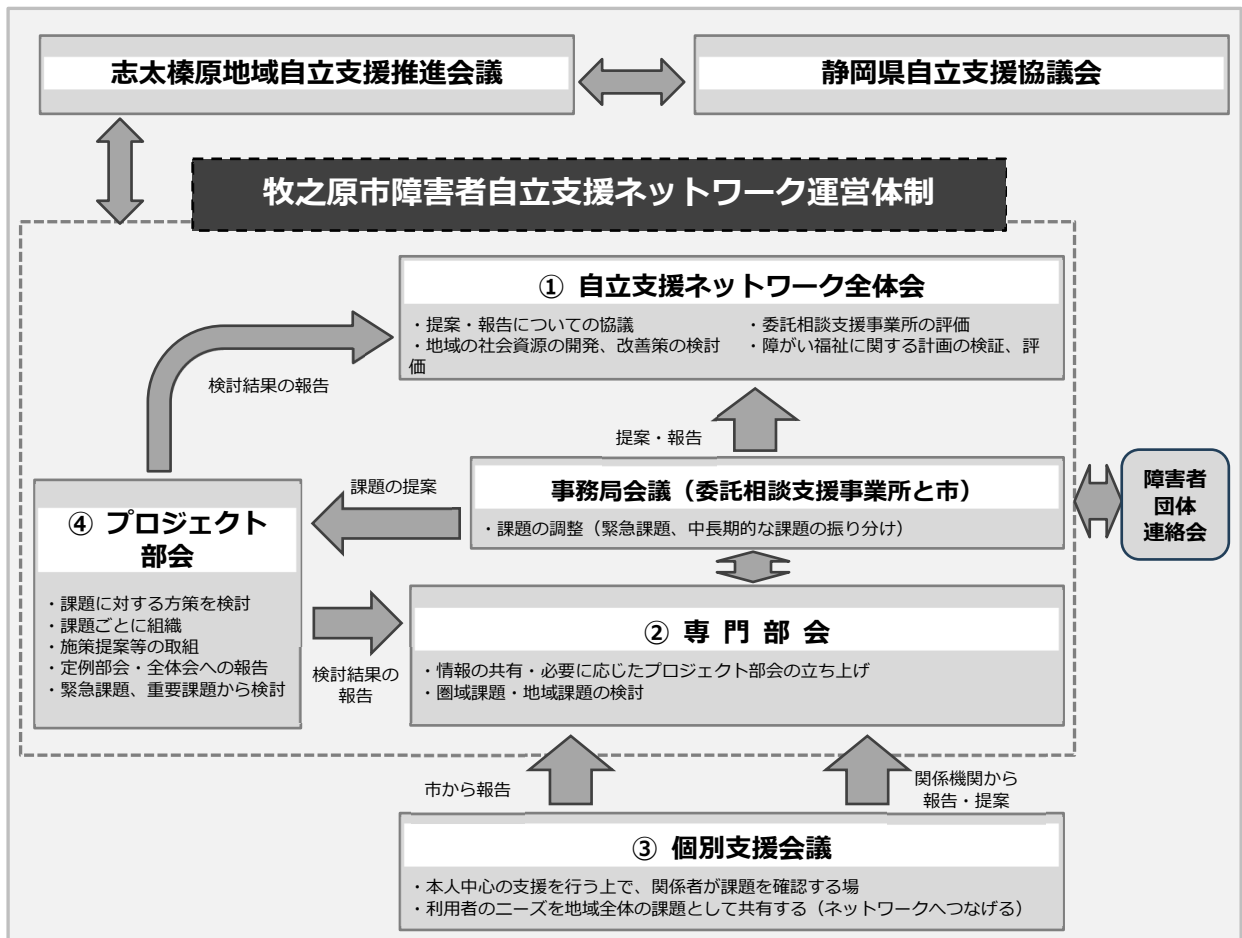 志太榛原地域自立支援推進会議
静岡県自立支援協議会
牧之原市障害者自立支援ネットワーク運営体制
① 自立支援ネットワーク全体会
・提案・報告についての協議 ・委託相談支援事業所の評価
・地域の社会資源の開発、改善策の検討 ・障がい福祉に関する計画の検証、評
価
検討結果の報告
提案・報告
事務局会議（委託相談支援事業所と市）
・課題の調整（緊急課題、中長期的な課題の振り分け）
課題の提案
障害者
団体
連絡会
④ プロジェクト
部会
・課題に対する方策を検討
・課題ごとに組織
・施策提案等の取組
・定例部会・全体会への報告
・緊急課題、重要課題から検討
検討結果の
報告
② 専 門 部 会
・情報の共有・必要に応じたプロジェクト部会の立ち上げ
・圏域課題・地域課題の検討
市から報告
関係機関から
報告・提案
③ 個別支援会議
・本人中心の支援を行う上で、関係者が課題を確認する場
・利用者のニーズを地域全体の課題として共有する（ネットワークへつなげる）